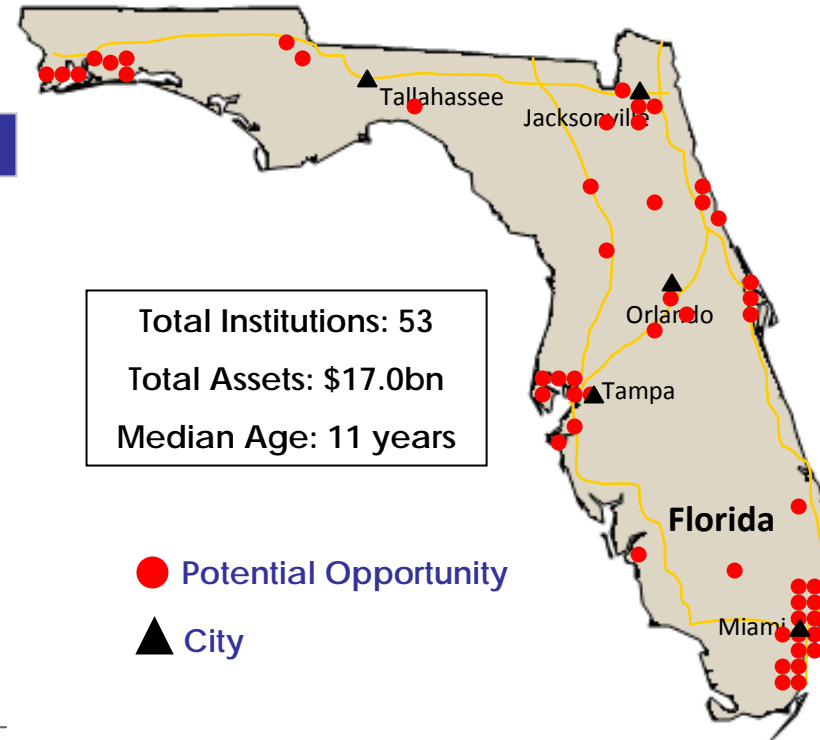 Tallahassee
Jacksonville
Total Institutions: 53
Total Assets: $17.0bn
Median Age: 11 years
Orlando
Tampa
Florida
Potential Opportunity
Miami
City